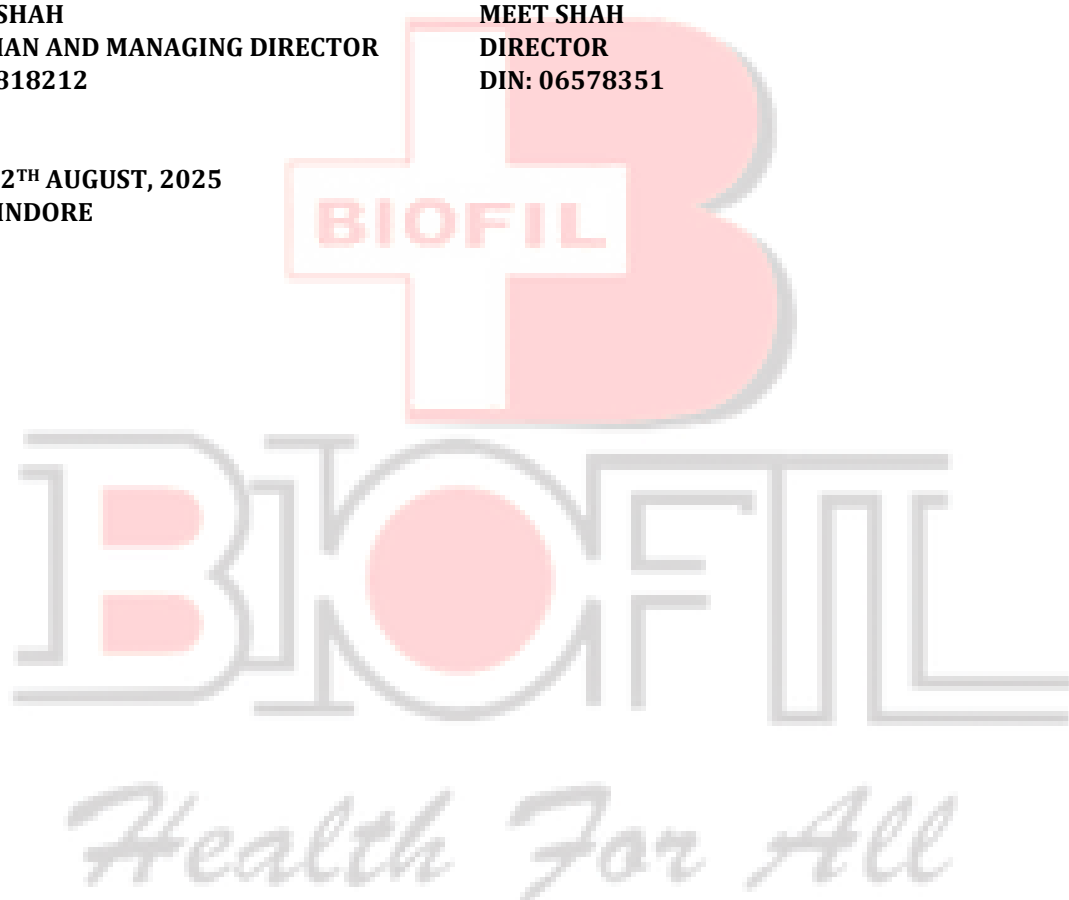 SHAH
MAN AND MANAGING DIRECTOR
818212
MEET SHAH
DIRECTOR
DIN: 06578351
2TH AUGUST, 2025
INDORE
BIOFIL
BIOFIL
Health For All